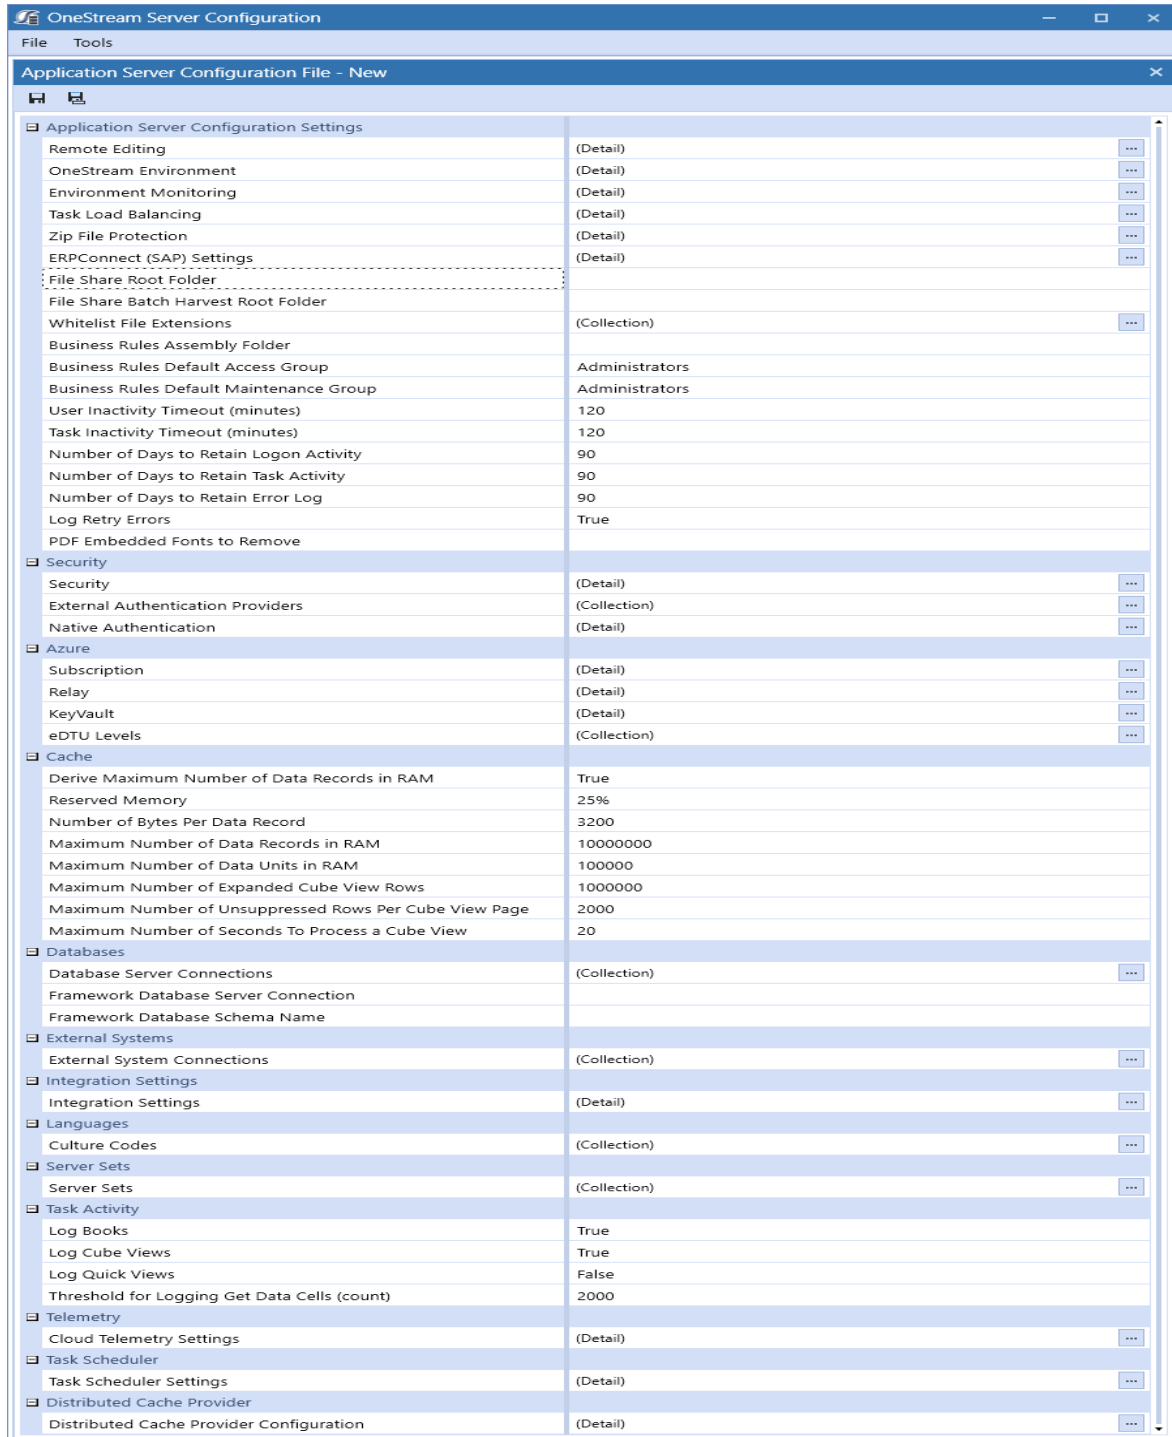 OneStream Server Configuration
File Tools
Application Server Configuration File - New
Application Server Configuration Settings
Remote Editing (Detail) ...
OneStream Environment (Detail) ...
Environment Monitoring (Detail) ...
Task Load Balancing (Detail) ...
Zip File Protection (Detail) ...
ERPConnect (SAP) Settings (Detail) ...
File Share Root Folder
File Share Batch Harvest Root Folder
Whitelist File Extensions (Collection) ...
Business Rules Assembly Folder
Business Rules Default Access Group Administrators
Business Rules Default Maintenance Group Administrators
User Inactivity Timeout (minutes) 120
Task Inactivity Timeout (minutes) 120
Number of Days to Retain Logon Activity 90
Number of Days to Retain Task Activity 90
Number of Days to Retain Error Log 90
Log Retry Errors True
PDF Embedded Fonts to Remove
Security
Security (Detail) ...
External Authentication Providers (Collection) ...
Native Authentication (Detail) ...
Azure
Subscription (Detail) ...
Relay (Detail) ...
KeyVault (Detail) ...
eDTU Levels (Collection) ...
Cache
Derive Maximum Number of Data Records in RAM True
Reserved Memory 25%
Number of Bytes Per Data Record 3200
Maximum Number of Data Records in RAM 10000000
Maximum Number of Data Units in RAM 100000
Maximum Number of Expanded Cube View Rows 1000000
Maximum Number of Unsuppressed Rows Per Cube View Page 2000
Maximum Number of Seconds To Process a Cube View 20
Databases
Database Server Connections (Collection) ...
Framework Database Server Connection
Framework Database Schema Name
External Systems
External System Connections (Collection) ...
Integration Settings
Integration Settings (Detail) ...
Languages
Culture Codes (Collection) ...
Server Sets
Server Sets (Collection) ...
Task Activity
Log Books True
Log Cube Views True
Log Quick Views False
Threshold for Logging Get Data Cells (count) 2000
Telemetry
Cloud Telemetry Settings (Detail) ...
Task Scheduler
Task Scheduler Settings (Detail) ...
Distributed Cache Provider
Distributed Cache Provider Configuration (Detail) ...